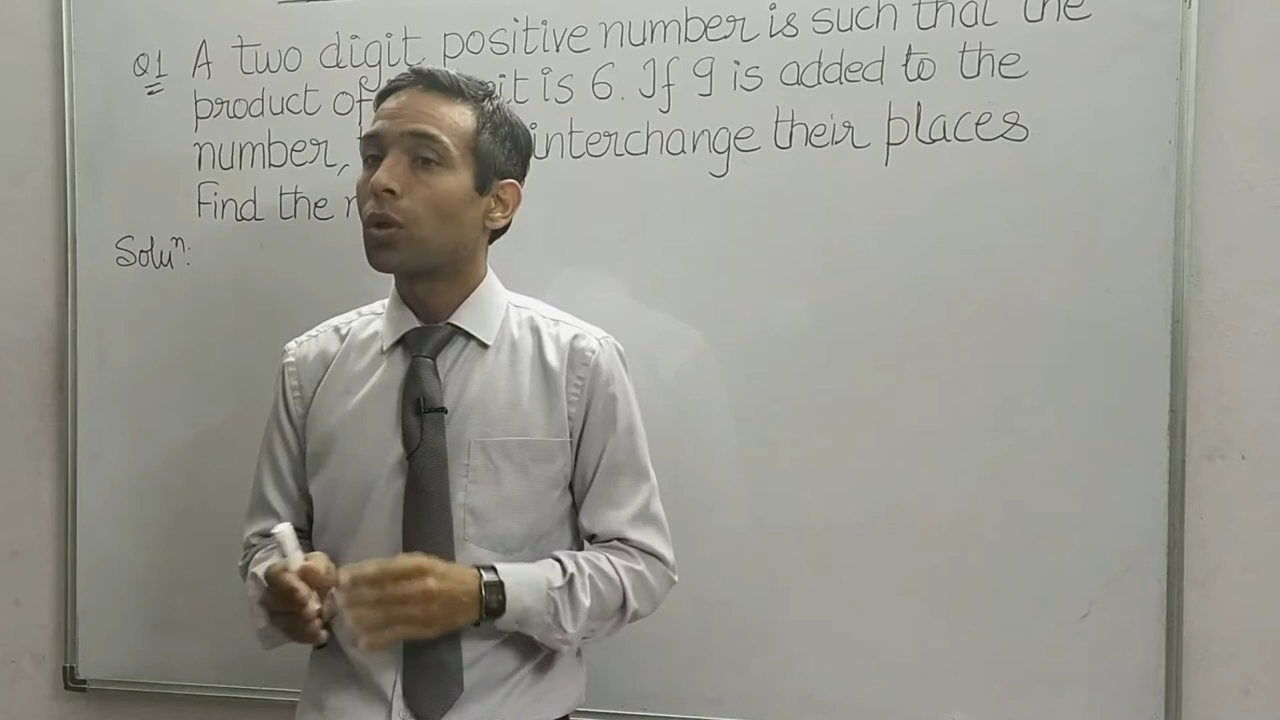 Q1 A two digit positive number is such that the
product of it is 6. If 9 is added to the
number, interchange their places
Find the
Soluⁿ: